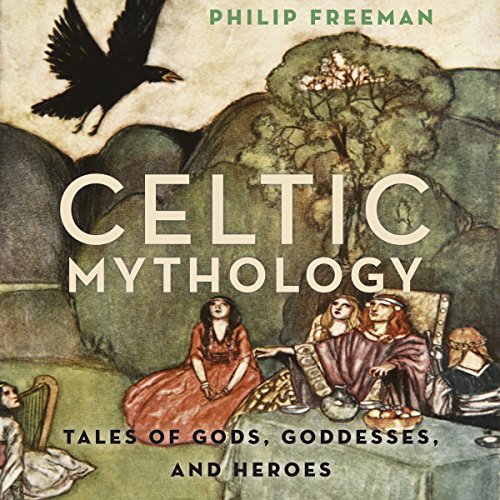 PHILIP FREEMAN
CELTIC
MYTHOLOGY
TALES OF GODS, GODDESSES,
AND HEROES